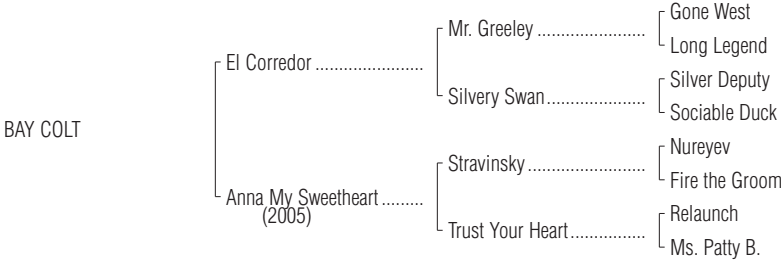 Gone West
Mr. Greeley .......................
Long Legend
El Corredor .......................
Silver Deputy
Silvery Swan.....................
Sociable Duck
BAY COLT
Nureyev
Stravinsky.........................
Fire the Groom
Anna My Sweetheart .........
(2005)
Relaunch
Trust Your Heart................
Ms. Patty B.